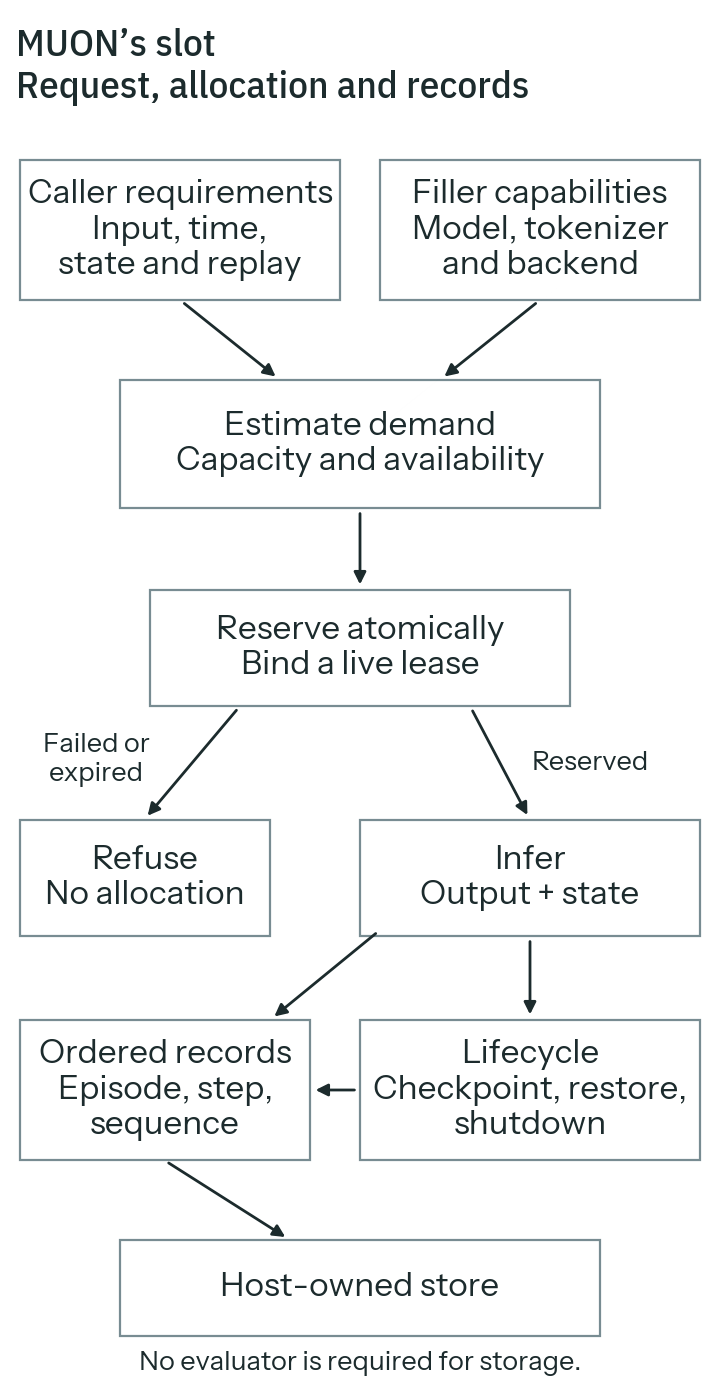 MUON’s slot
Request, allocation and records
Caller requirements
Input, time,
state and replay
Filler capabilities
Model, tokenizer
and backend
Estimate demand
Capacity and availability
Reserve atomically
Bind a live lease
Failed or
expired
Reserved
Refuse
No allocation
Infer
Output + state
Ordered records
Episode, step,
sequence
Lifecycle
Checkpoint, restore,
shutdown
Host-owned store
No evaluator is required for storage.